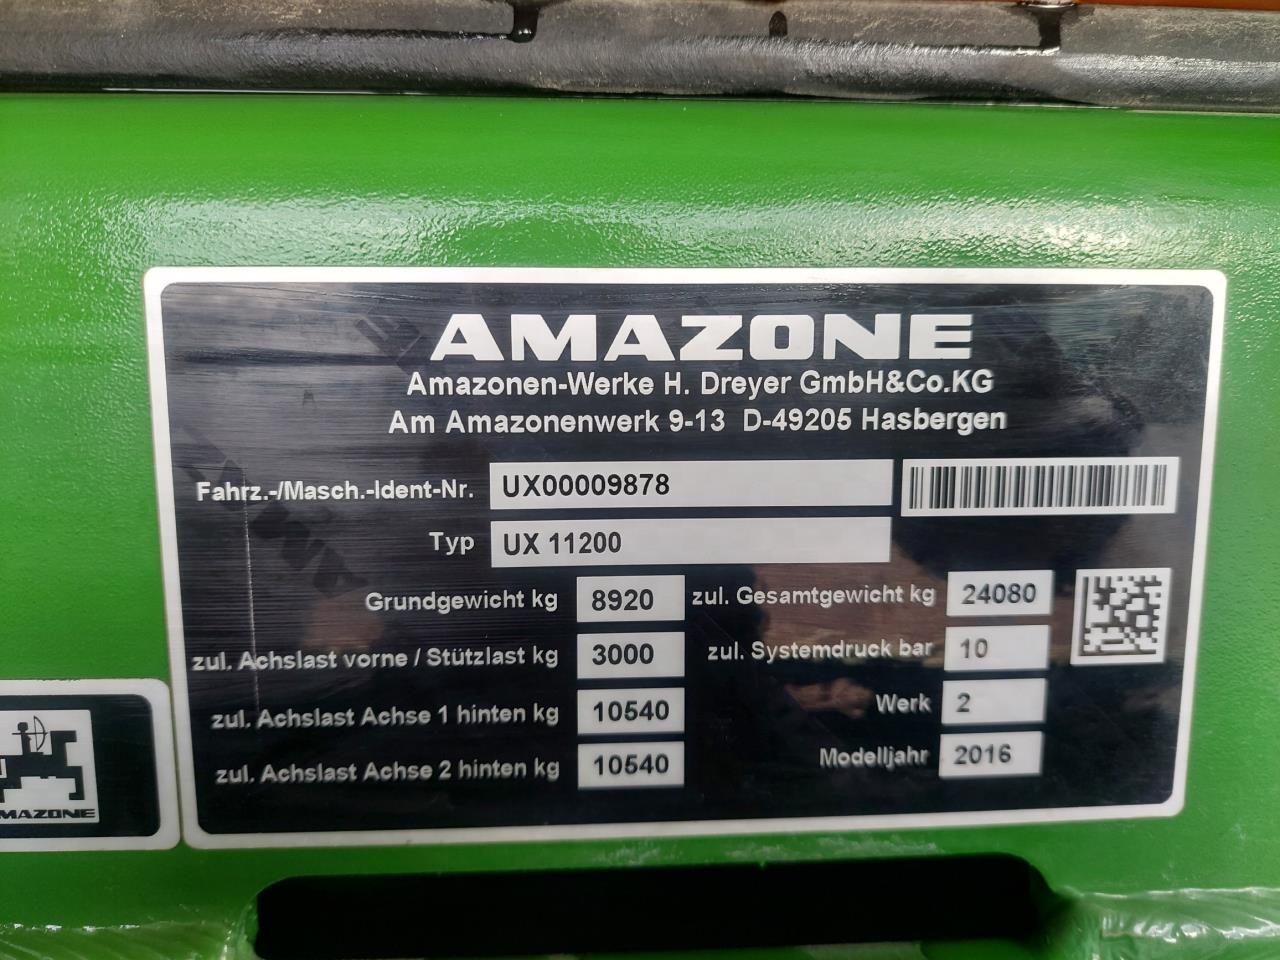 AMAZONE
Amazonen-Werke H. Dreyer GmbH&Co.KG
Am Amazonenwerk 9-13 D-49205 Hasbergen
Fahrz.-/Masch.-Ident-Nr. UX00009878
Typ UX 11200
Grundgewicht kg 8920 zul. Gesamtgewicht kg 24080
zul. Achslast vorne / Stützlast kg 3000 zul. Systemdruck bar 10
zul. Achslast Achse 1 hinten kg 10540 Werk 2
zul. Achslast Achse 2 hinten kg 10540 Modelljahr 2016
MAZONE